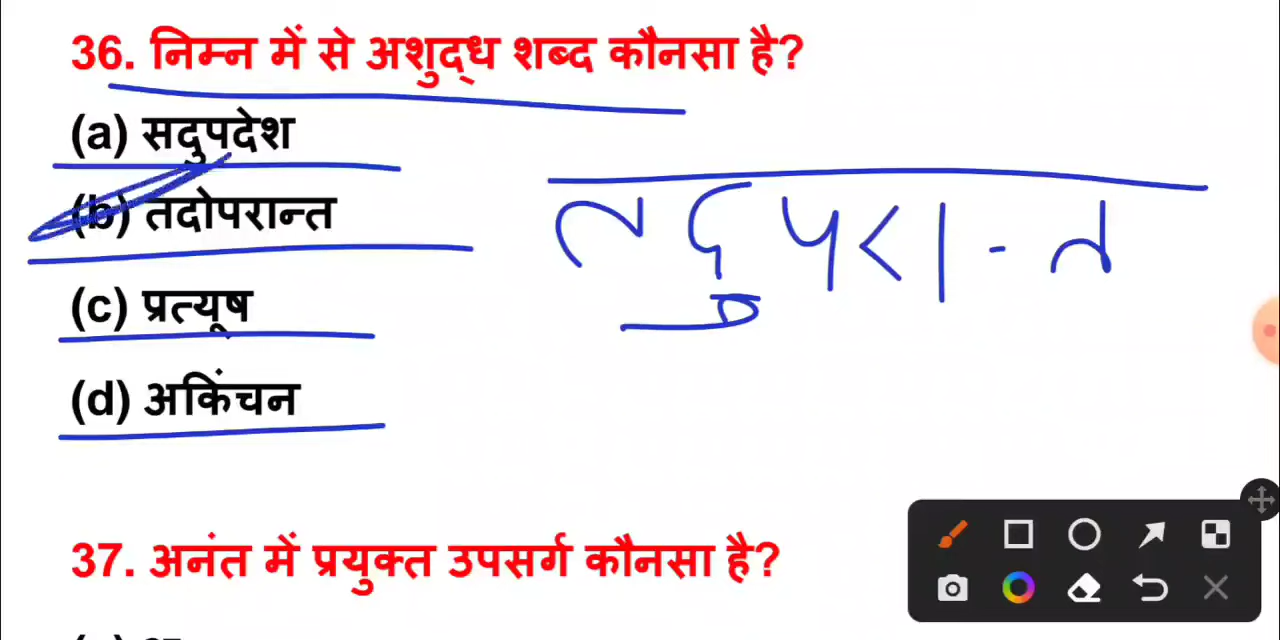 36. निम्न में से अशुद्ध शब्द कौनसा है?
(a) सदुपदेश
(b) तदोपरान्त
तदुपरान्त
(c) प्रत्यूष
(d) अकिंचन
37. अनंत में प्रयुक्त उपसर्ग कौनसा है?